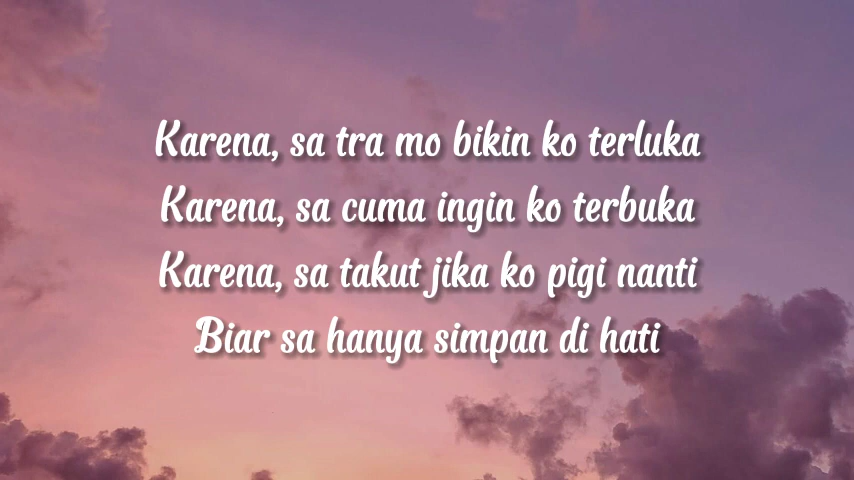 Karena, sa tra mo bikin ko terluka
Karena, sa cuma ingin ko terbuka
Karena, sa takut jika ko pigi nanti
Biar sa hanya simpan di hati